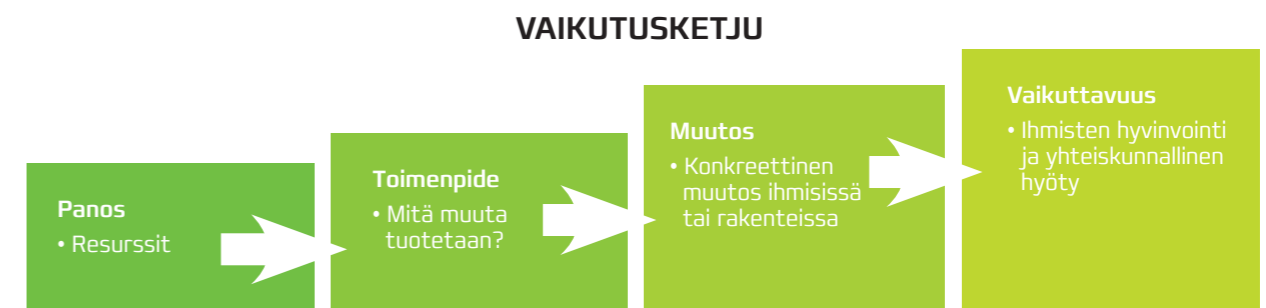 VAIKUTUSKETJU
Panos
• Resurssit
Toimenpide
• Mitä muuta
tuotetaan?
Muutos
• Konkreettinen
muutos ihmisissä
tai rakenteissa
Vaikuttavuus
• Ihmisten hyvinvointi
ja yhteiskunnallinen
hyöty